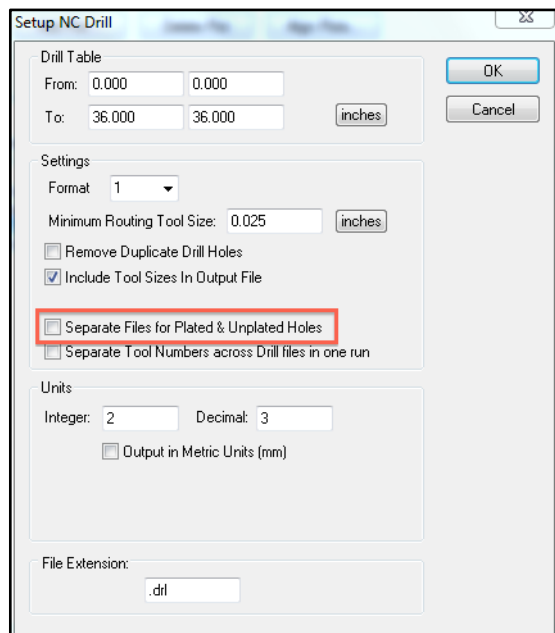 Setup NC Drill
Drill Table
From: 0.000 0.000
To: 36.000 36.000 inches
OK
Cancel
Settings
Format 1
Minimum Routing Tool Size: 0.025 inches
Remove Duplicate Drill Holes
Include Tool Sizes In Output File
Separate Files for Plated & Unplated Holes
Separate Tool Numbers across Drill files in one run
Units
Integer: 2 Decimal: 3
Output in Metric Units (mm)
File Extension:
.drl